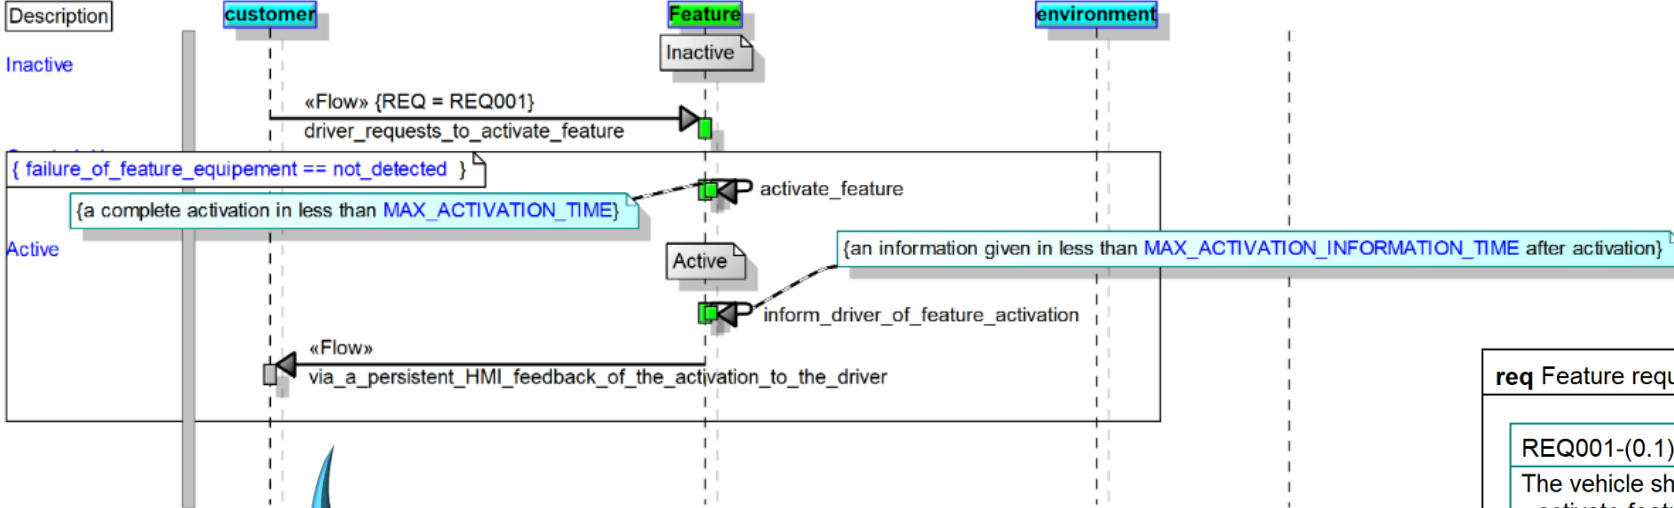 Description
customer
Feature
environment
Inactive
Inactive
«Flow» {REQ = REQ001}
driver_requests_to_activate_feature
{ failure_of_feature_equipement == not_detected }
activate_feature
{a complete activation in less than MAX_ACTIVATION_TIME}
Active
{an information given in less than MAX_ACTIVATION_INFORMATION_TIME after activation}
Active
inform_driver_of_feature_activation
«Flow»
via_a_persistent_HMI_feedback_of_the_activation_to_the_driver
req Feature requ
REQ001-(0.1)
The vehicle sh